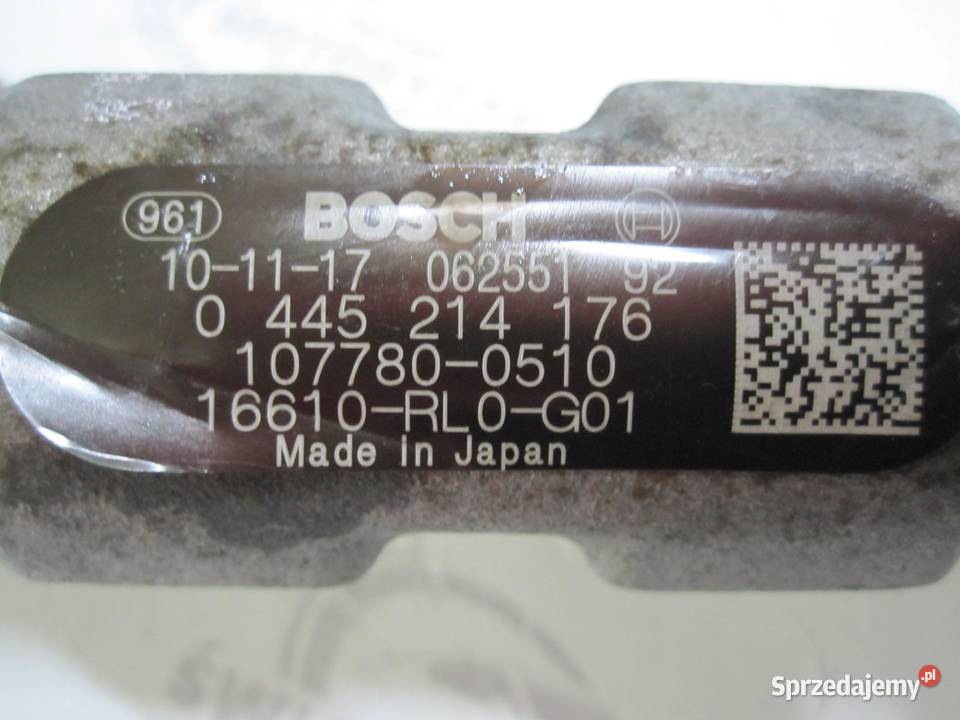 961 BOSCH
10-11-17 062551 92
0 445 214 176
107780-0510
16610-RL0-G01
Made in Japan
Sprzedajemy.pl